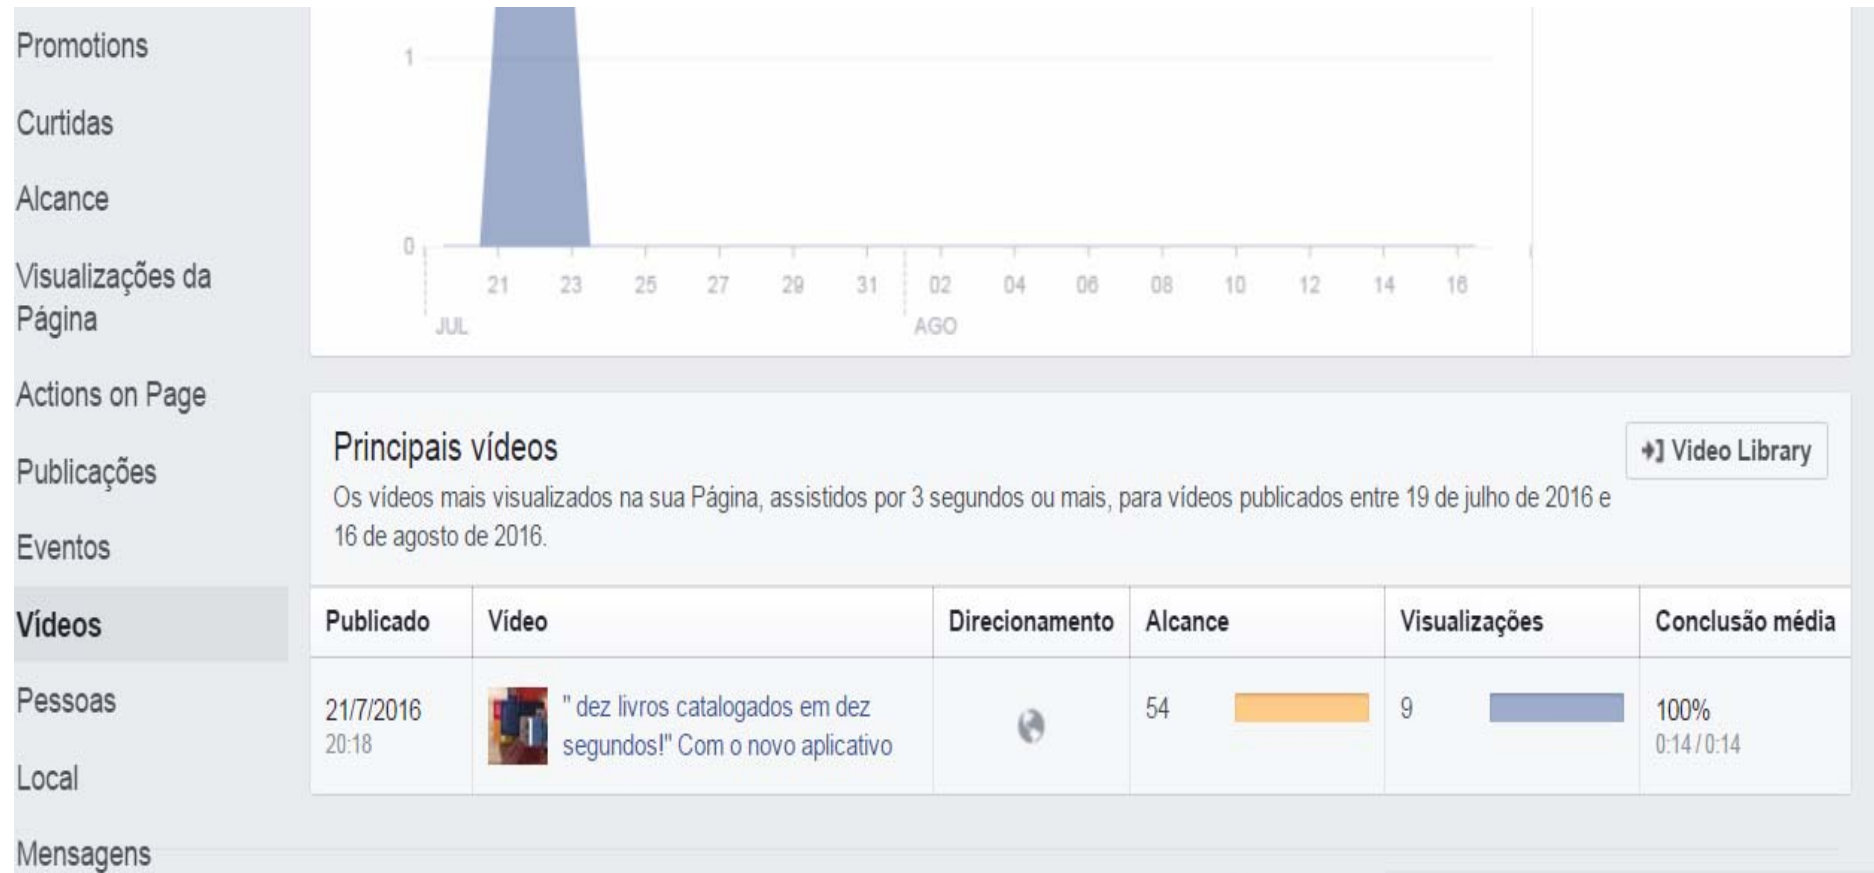 Promotions
Curtidas
Alcance
Visualizações da
Página
Actions on Page
Publicações
Eventos
Vídeos
Pessoas
Local
Mensagens
1
0
21 23 25 27 29 31 02 04 06 08 10 12 14 16
JUL AGO
Principais vídeos
Video Library
Os vídeos mais visualizados na sua Página, assistidos por 3 segundos ou mais, para vídeos publicados entre 19 de julho de 2016 e
16 de agosto de 2016.
Publicado Vídeo Direcionamento Alcance Visualizações Conclusão média
21/7/2016 " dez livros catalogados em dez 54 9 100%
20:18 segundos!" Com o novo aplicativo 0:14 / 0:14